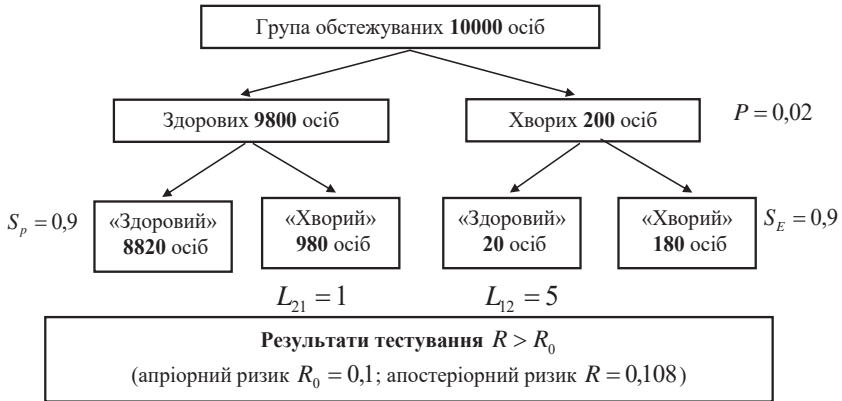 Група обстежуваних 10000 осіб
Здорових 9800 осіб
Хворих 200 осіб
P = 0,02
S_p = 0,9
«Здоровий»
8820 осіб
«Хворий»
980 осіб
«Здоровий»
20 осіб
«Хворий»
180 осіб
S_E = 0,9
L_21 = 1
L_12 = 5
Результати тестування R > R_0
(апріорний ризик R_0 = 0,1; апостеріорний ризик R = 0,108)